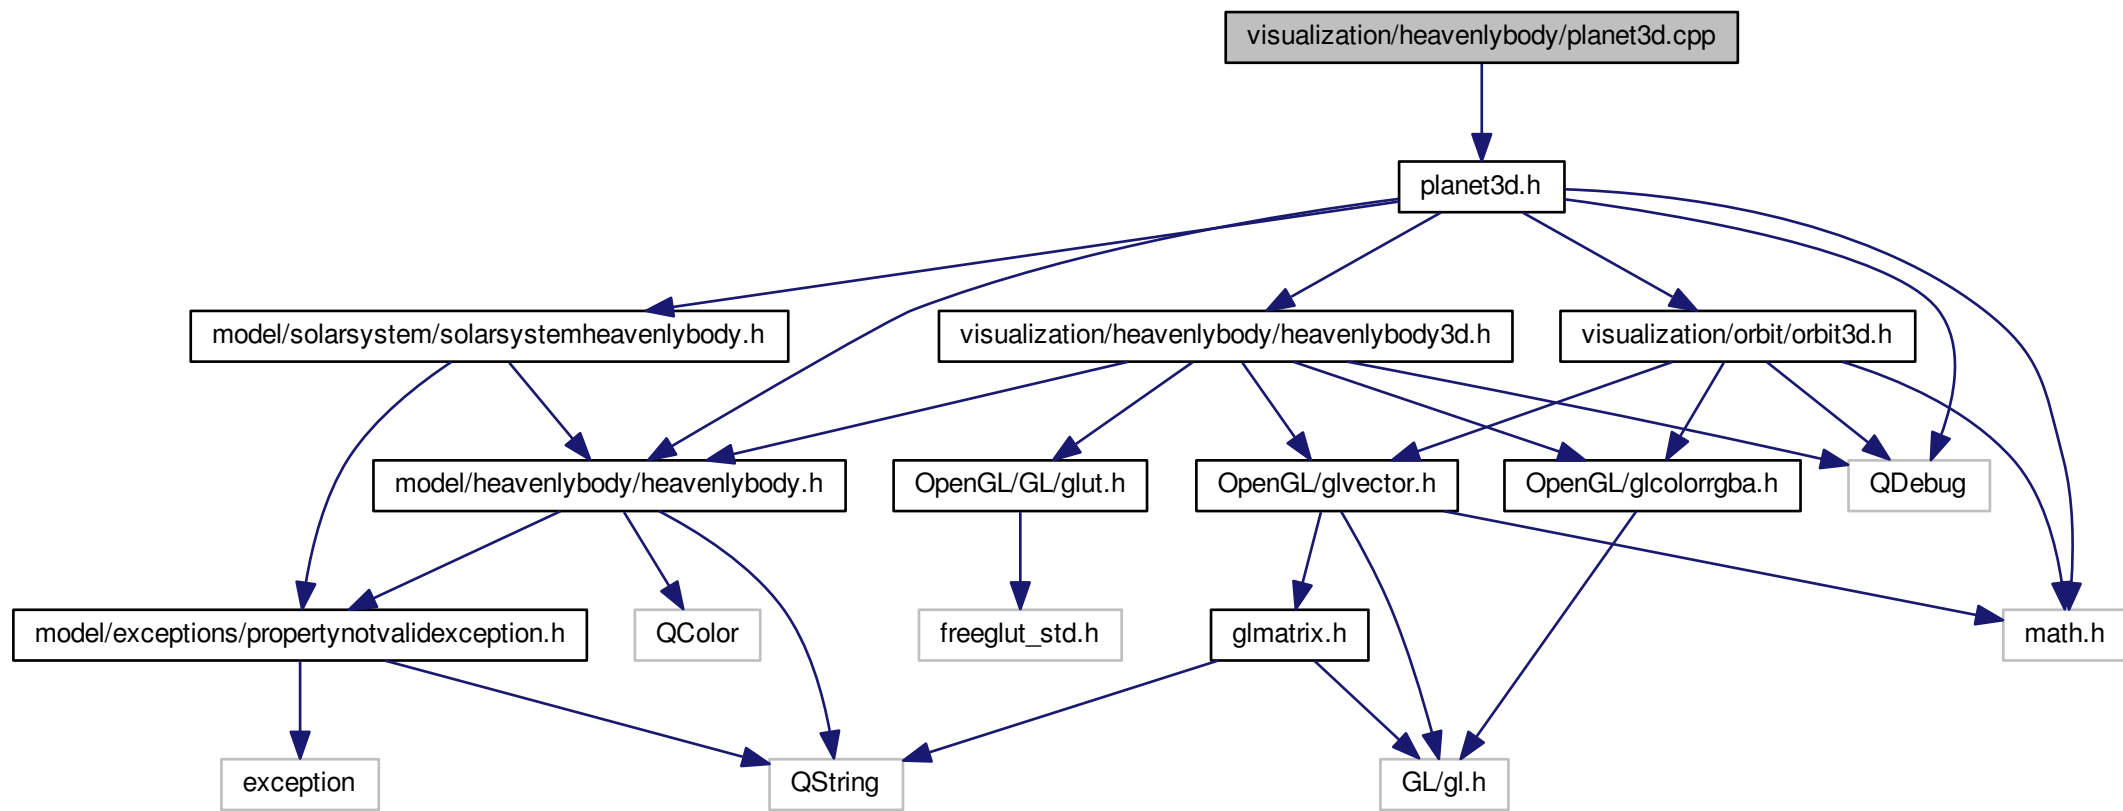 visualization/heavenlybody/planet3d.cpp
planet3d.h
model/solarsystem/solarsystemheavenlybody.h
visualization/heavenlybody/heavenlybody3d.h
visualization/orbit/orbit3d.h
model/heavenlybody/heavenlybody.h
OpenGL/GL/glut.h
OpenGL/glvector.h
OpenGL/glcolorrgba.h
QDebug
model/exceptions/propertynotvalidexception.h
QColor
freeglut_std.h
glmatrix.h
math.h
exception
QString
GL/gl.h